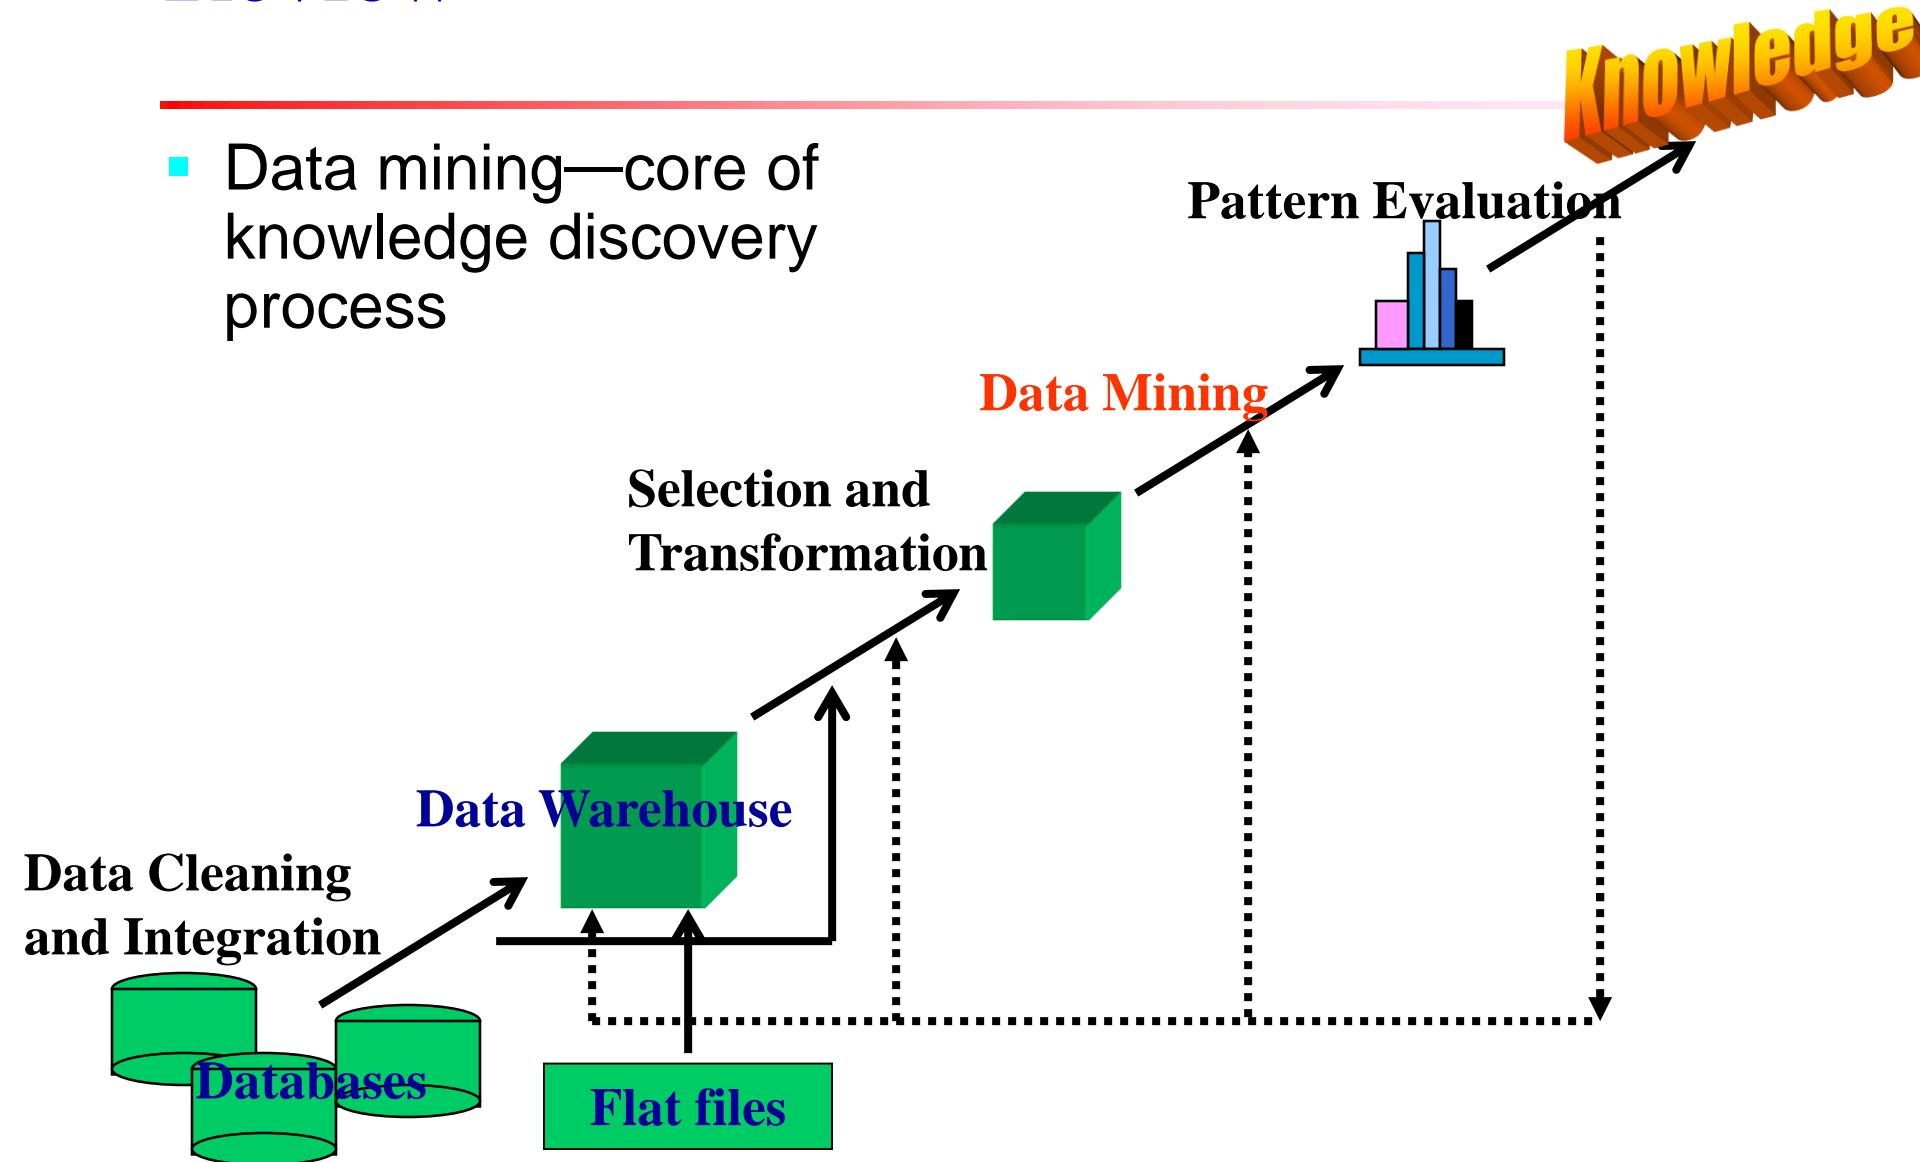 Knowledge
Data mining—core of
knowledge discovery
process
Pattern Evaluation
Data Mining
Selection and
Transformation
Data Warehouse
Data Cleaning
and Integration
Databases
Flat files